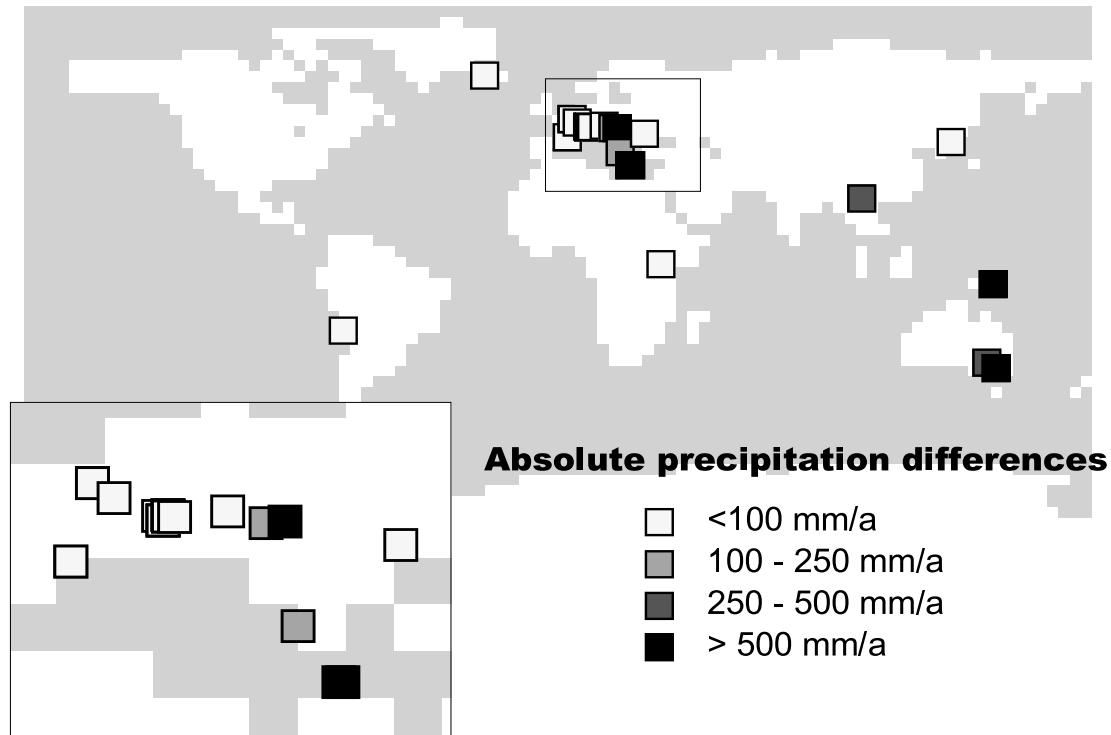 Absolute precipitation differences
<100 mm/a
100 - 250 mm/a
250 - 500 mm/a
> 500 mm/a